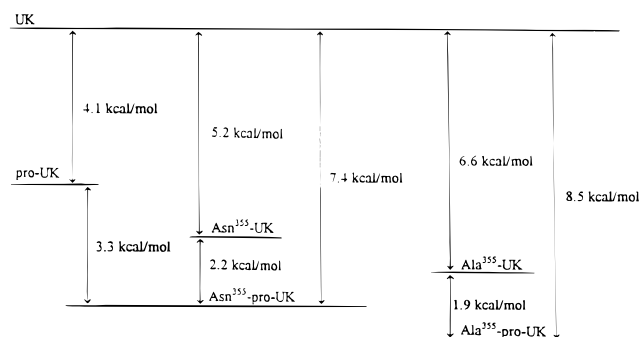 UK
4.1 kcal/mol
5.2 kcal/mol
6.6 kcal/mol
pro-UK
7.4 kcal/mol
8.5 kcal/mol
Asn³⁵⁵-UK
3.3 kcal/mol
2.2 kcal/mol
Ala³⁵⁵-UK
Asn³⁵⁵-pro-UK
1.9 kcal/mol
Ala³⁵⁵-pro-UK